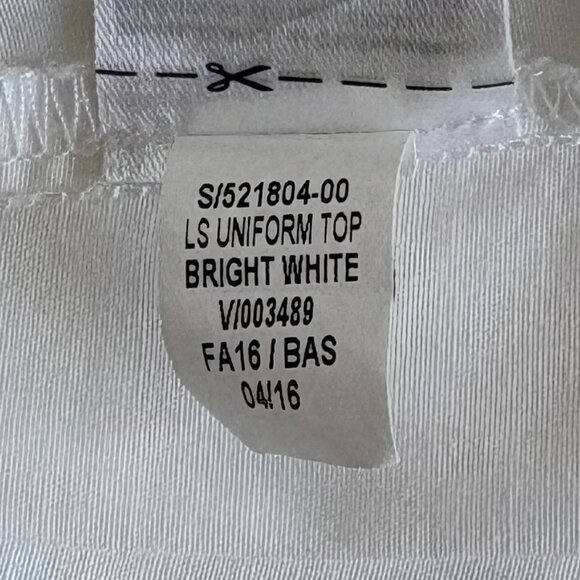 S/521804-00
LS UNIFORM TOP
BRIGHT WHITE
V/003489
FA16 / BAS
04/16